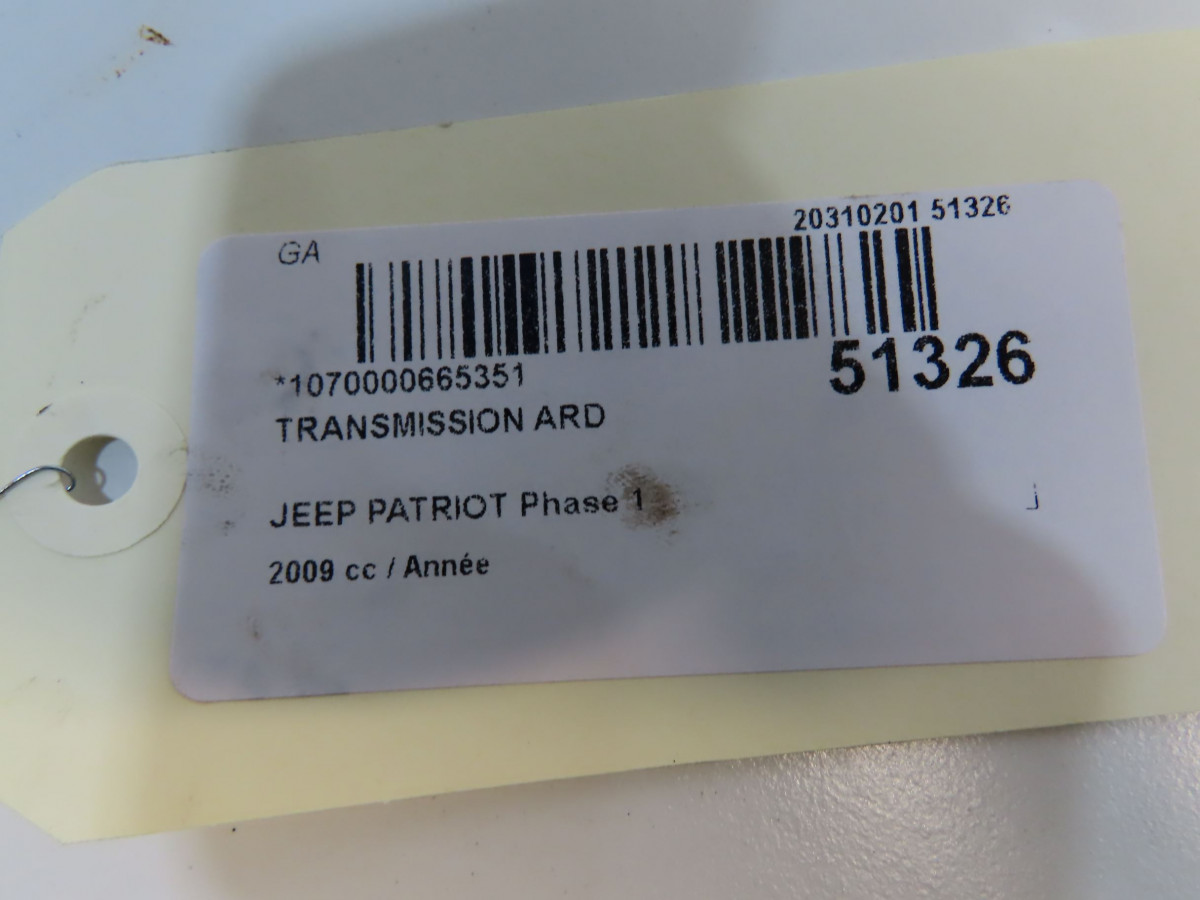 GA
20310201 51326
51326
*1070000665351
TRANSMISSION ARD
JEEP PATRIOT Phase 1
j
2009 cc / Année